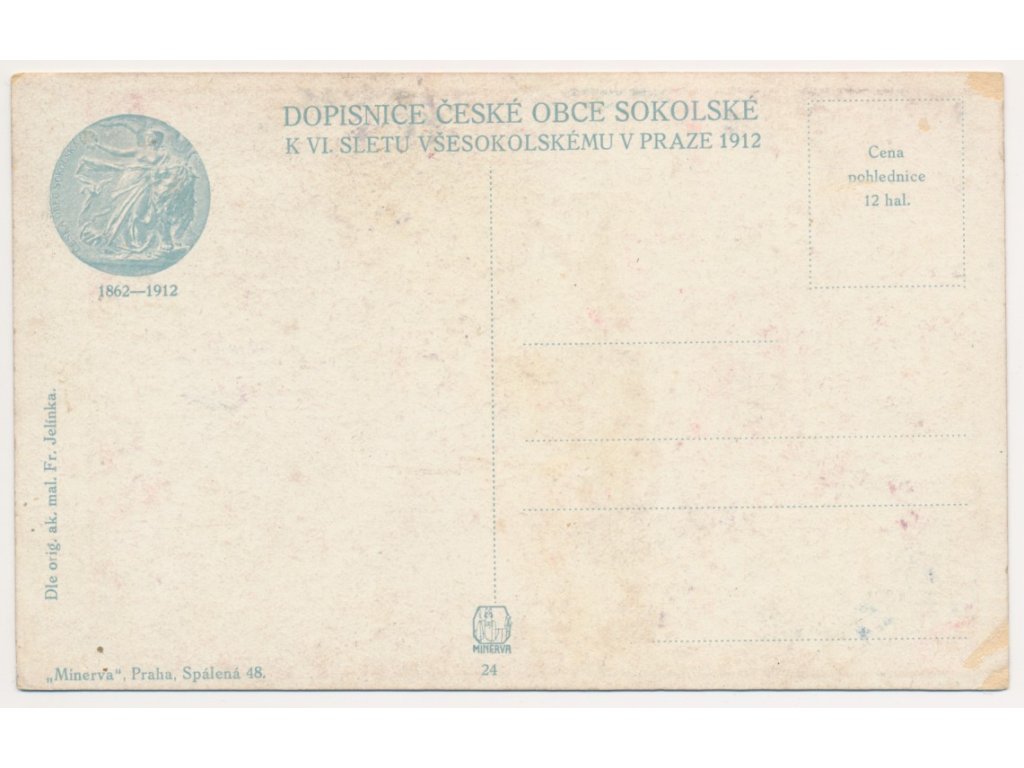 DOPISNICE ČESKÉ OBCE SOKOLSKÉ
K VI. SLETU VŠESOKOLSKÉMU V PRAZE 1912
Cena
pohlednice
12 hal.
1862—1912
Dle orig. ak. mal. Fr. Jelínka.
MINERVA
„Minerva“, Praha, Spálená 48.
24